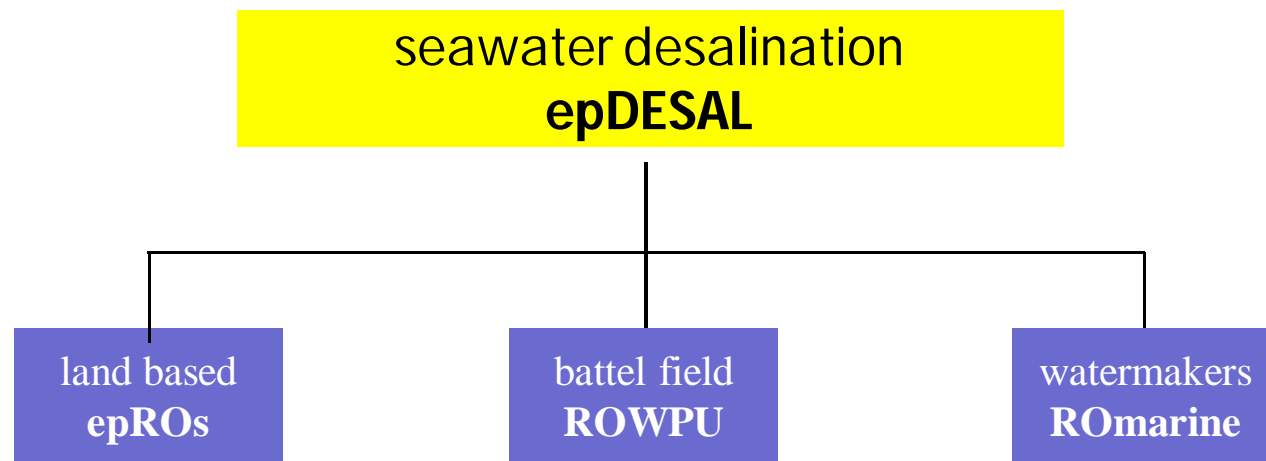 seawater desalination
epDESAL
land based
epROs
battel field
ROWPU
watermakers
ROmarine